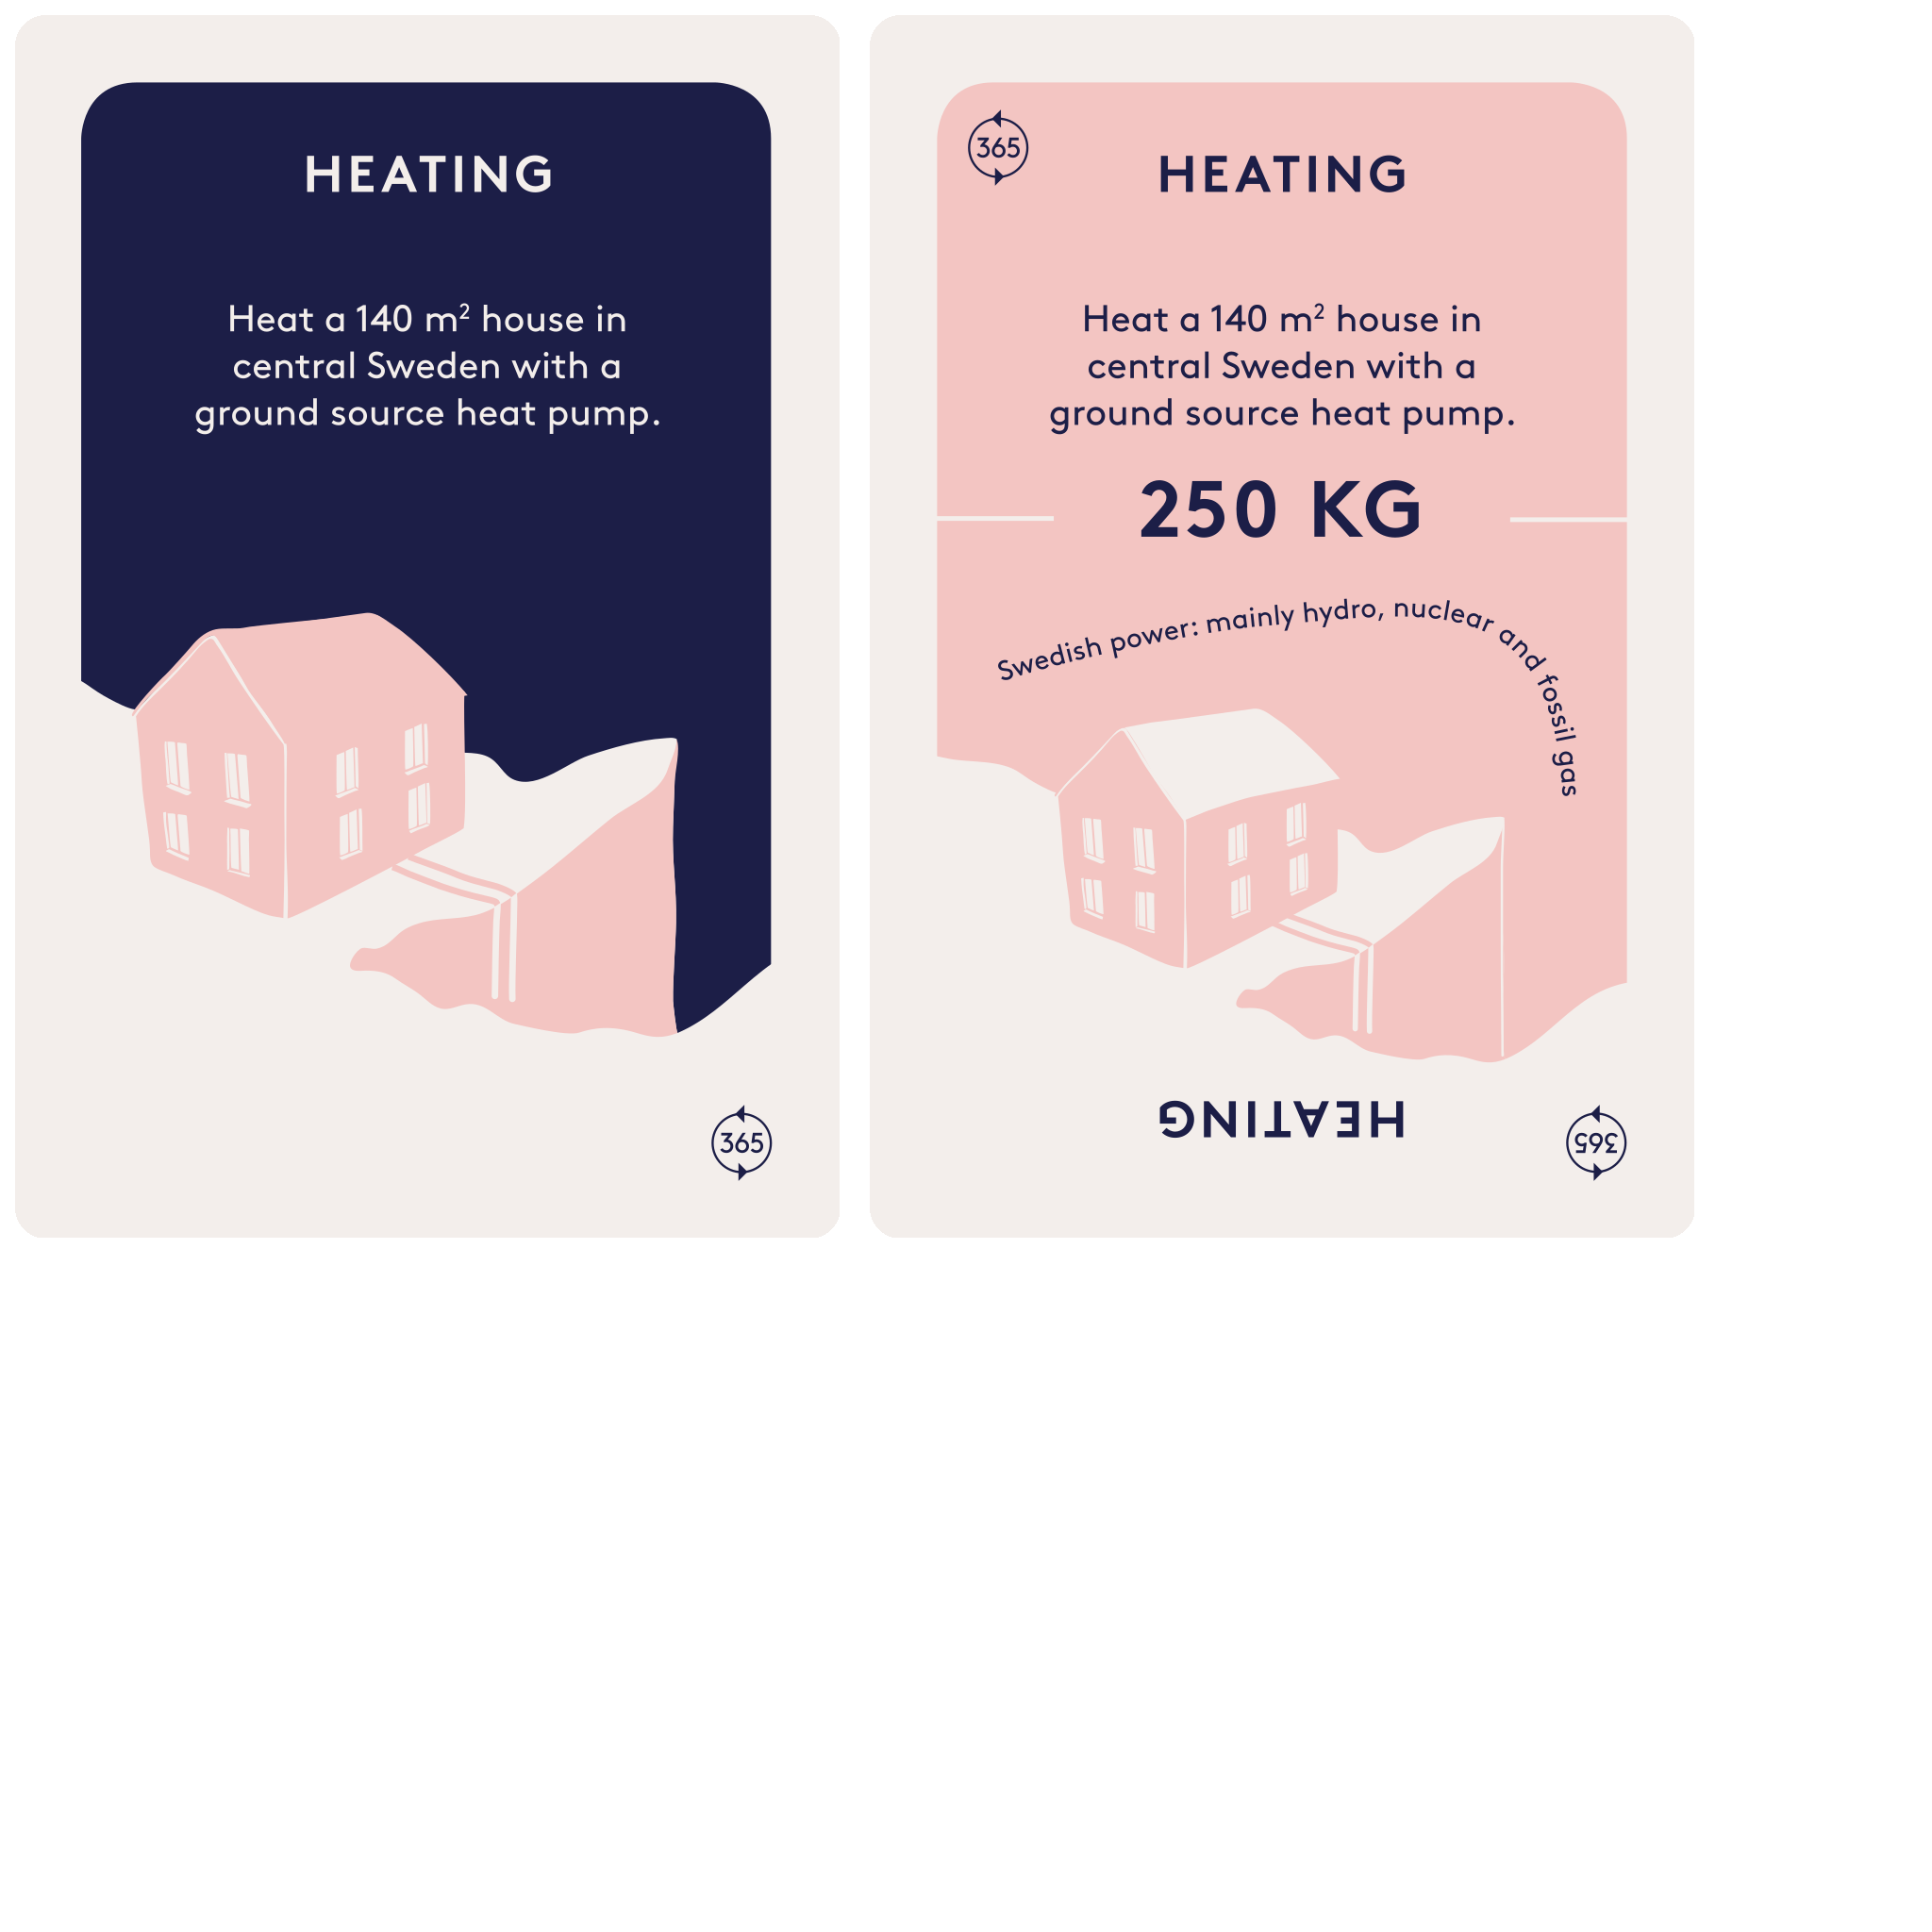 HEATING
Heat a 140 m² house in
central Sweden with a
ground source heat pump.
365
365
HEATING
Heat a 140 m² house in
central Sweden with a
ground source heat pump.
250 KG
Swedish power: mainly hydro, nuclear and fossil gas
HEATING
365